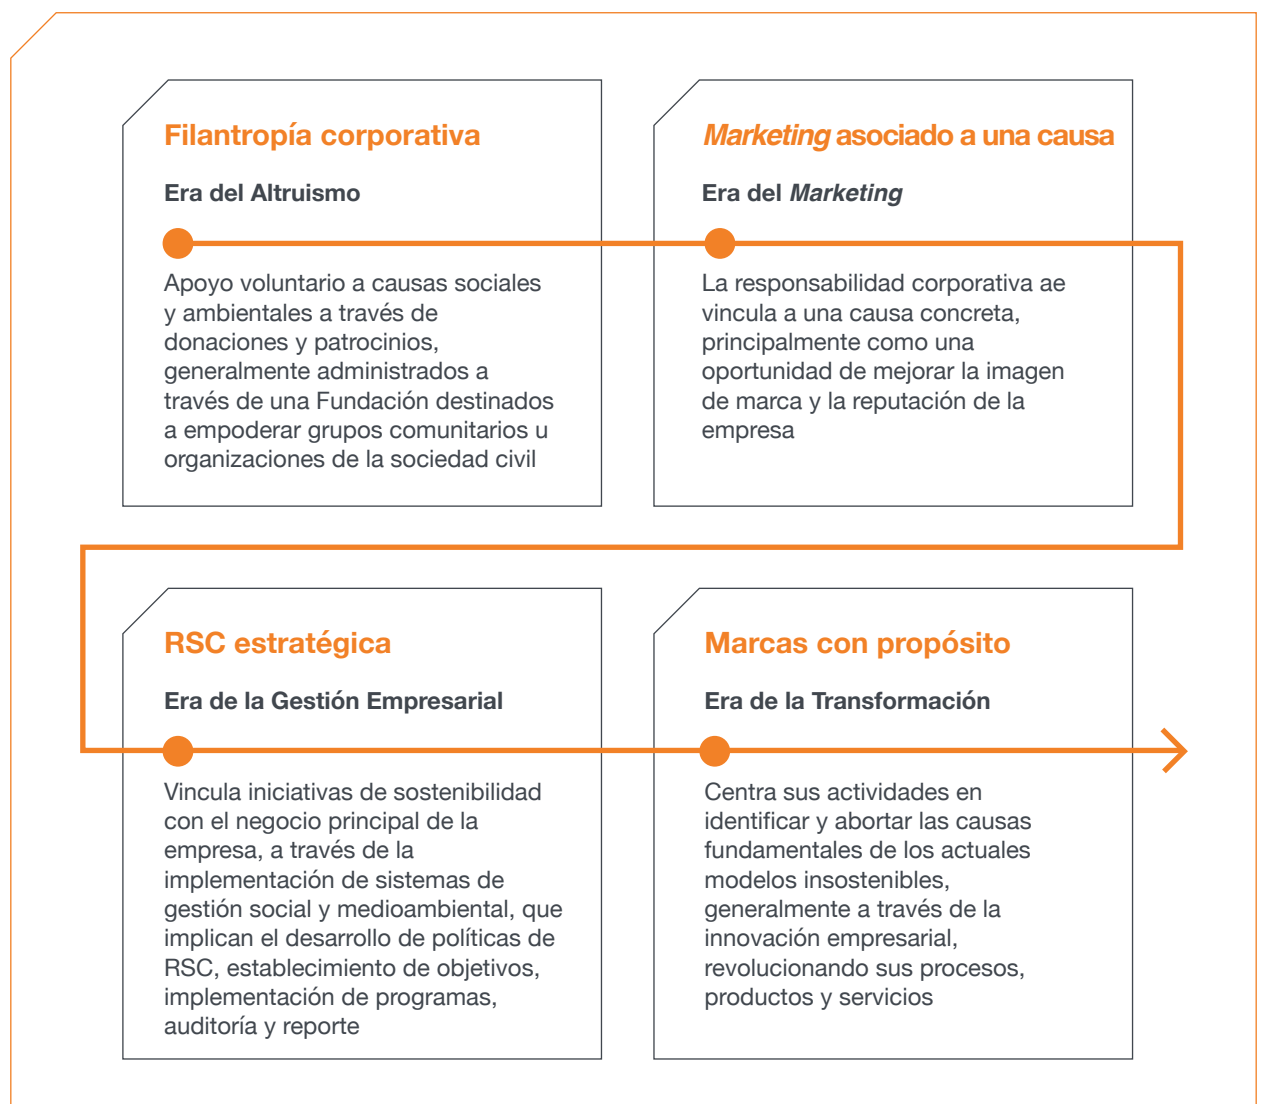 Filantropía corporativa
Era del Altruismo
Apoyo voluntario a causas sociales
y ambientales a través de
donaciones y patrocinios,
generalmente administrados a
través de una Fundación destinados
a empoderar grupos comunitarios u
organizaciones de la sociedad civil
Marketing asociado a una causa
Era del Marketing
La responsabilidad corporativa ae
vincula a una causa concreta,
principalmente como una
oportunidad de mejorar la imagen
de marca y la reputación de la
empresa
RSC estratégica
Era de la Gestión Empresarial
Vincula iniciativas de sostenibilidad
con el negocio principal de la
empresa, a través de la
implementación de sistemas de
gestión social y medioambiental, que
implican el desarrollo de políticas de
RSC, establecimiento de objetivos,
implementación de programas,
auditoría y reporte
Marcas con propósito
Era de la Transformación
Centra sus actividades en
identificar y abortar las causas
fundamentales de los actuales
modelos insostenibles,
generalmente a través de la
innovación empresarial,
revolucionando sus procesos,
productos y servicios